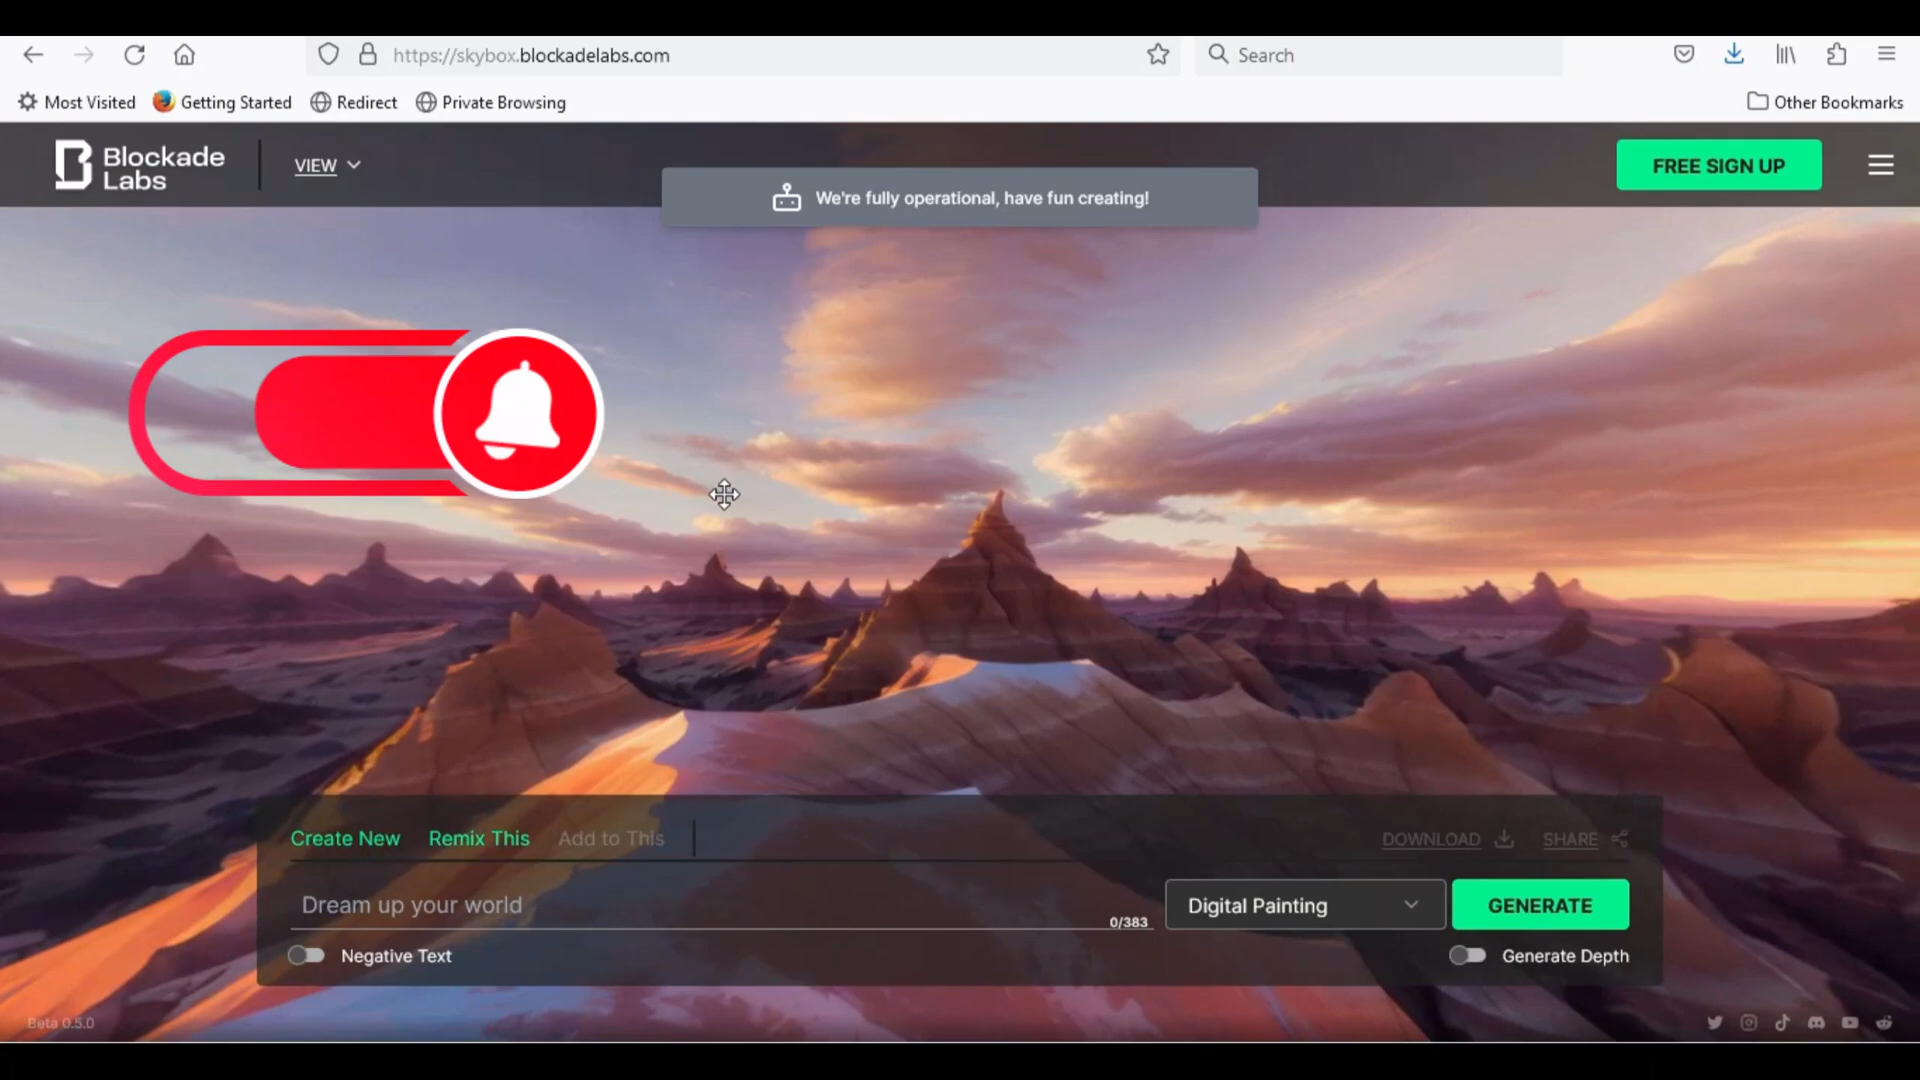 https://skybox.blockadelabs.com
Search
Most Visited
Getting Started
Redirect
Private Browsing
Other Bookmarks
Blockade
Labs
VIEW
FREE SIGN UP
We're fully operational, have fun creating!
Create New
Remix This
Add to This
DOWNLOAD
SHARE
Dream up your world
0/383
Digital Painting
GENERATE
Negative Text
Generate Depth
Beta 0.5.0